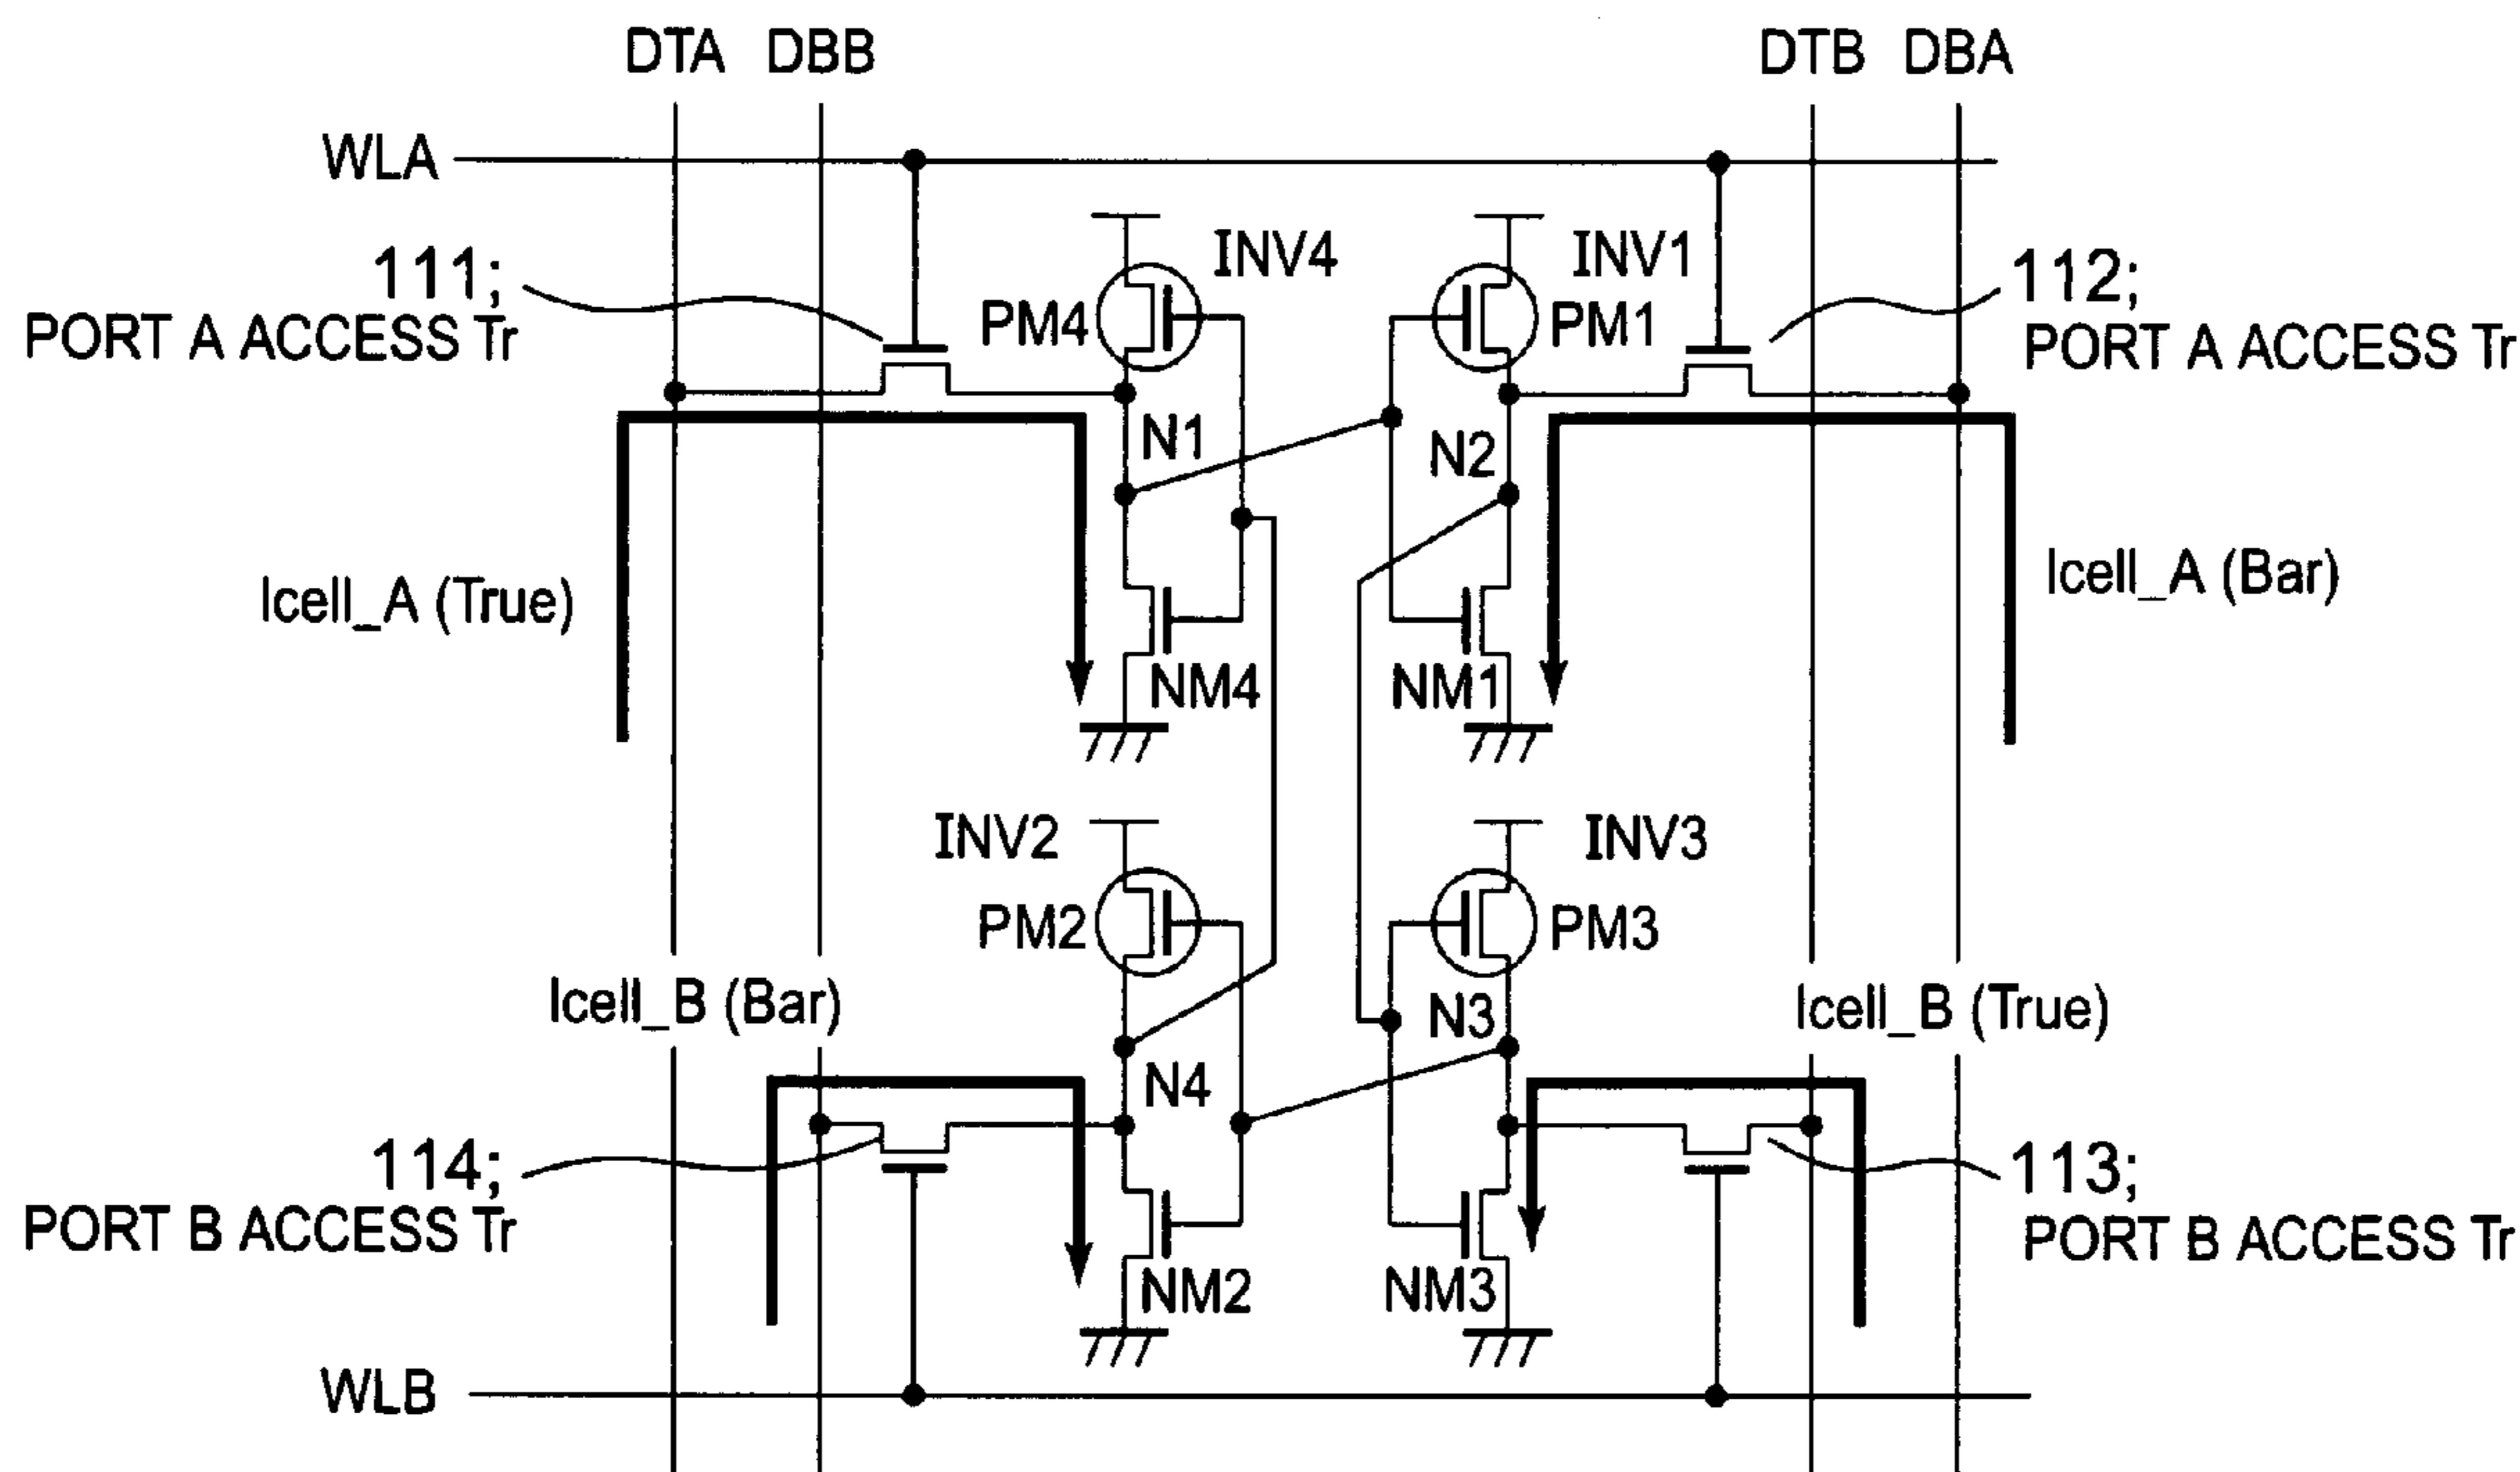 DTA DBB DTB DBA
WLA
INV4 INV1
111;
PORT A ACCESS Tr
PM4 PM1
112;
PORT A ACCESS Tr
N1 N2
Icell_A (True)
Icell_A (Bar)
NM4 NM1
INV2 INV3
PM2 PM3
Icell_B (Bar)
N3
Icell_B (True)
N4
114;
PORT B ACCESS Tr
113;
PORT B ACCESS Tr
NM2 NM3
WLB